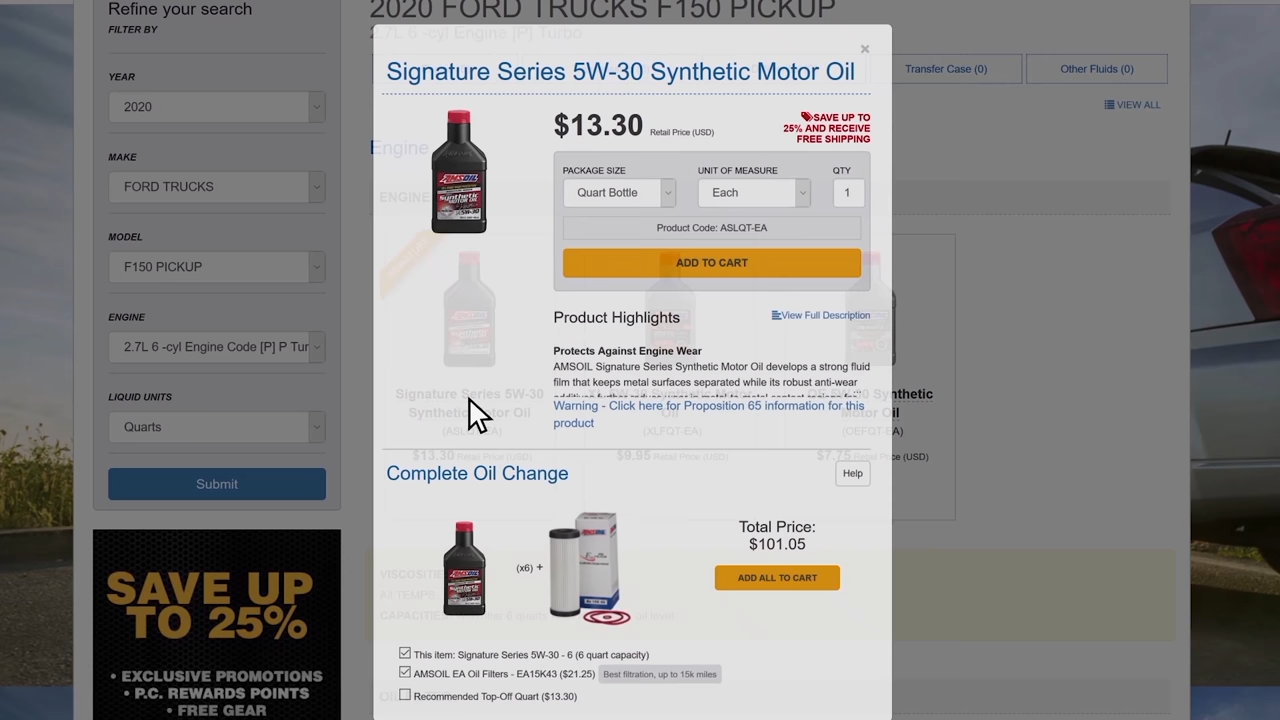 Refine your search
FILTER BY
YEAR
2020
MAKE
FORD TRUCKS
MODEL
F150 PICKUP
ENGINE
2.7L 6 -cyl Engine Code [P] P Tur
LIQUID UNITS
Quarts
Submit
SAVE UP
TO 25%
• EXCLUSIVE PROMOTIONS
• P.C. REWARDS POINTS
• FREE GEAR
2020 FORD TRUCKS F150 PICKUP
2.7L 6 -cyl Engine [P] Turbo
Transfer Case (0)
Other Fluids (0)
VIEW ALL
Engine
ENGINE
×
Signature Series 5W-30 Synthetic Motor Oil
$13.30 Retail Price (USD)
SAVE UP TO
25% AND RECEIVE
FREE SHIPPING
PACKAGE SIZE
UNIT OF MEASURE
QTY
Quart Bottle
Each
1
Product Code: ASLQT-EA
ADD TO CART
Product Highlights
View Full Description
Protects Against Engine Wear
AMSOIL Signature Series Synthetic Motor Oil develops a strong fluid
film that keeps metal surfaces separated while its robust anti-wear
Warning - Click here for Proposition 65 information for this
product
Signature Series 5W-30
Synthetic Motor Oil
(ASLQT-EA)
$13.30 Retail Price (USD)
(XLFQT-EA)
$9.95 Retail Price (USD)
Synthetic
Motor Oil
(OEFQT-EA)
$7.75 Retail Price (USD)
Complete Oil Change
Help
AMSOIL
(x6) +
Total Price:
$101.05
ADD ALL TO CART
CAPACITIES:
This item: Signature Series 5W-30 - 6 (6 quart capacity)
AMSOIL EA Oil Filters - EA15K43 ($21.25) Best filtration, up to 15k miles
Recommended Top-Off Quart ($13.30)